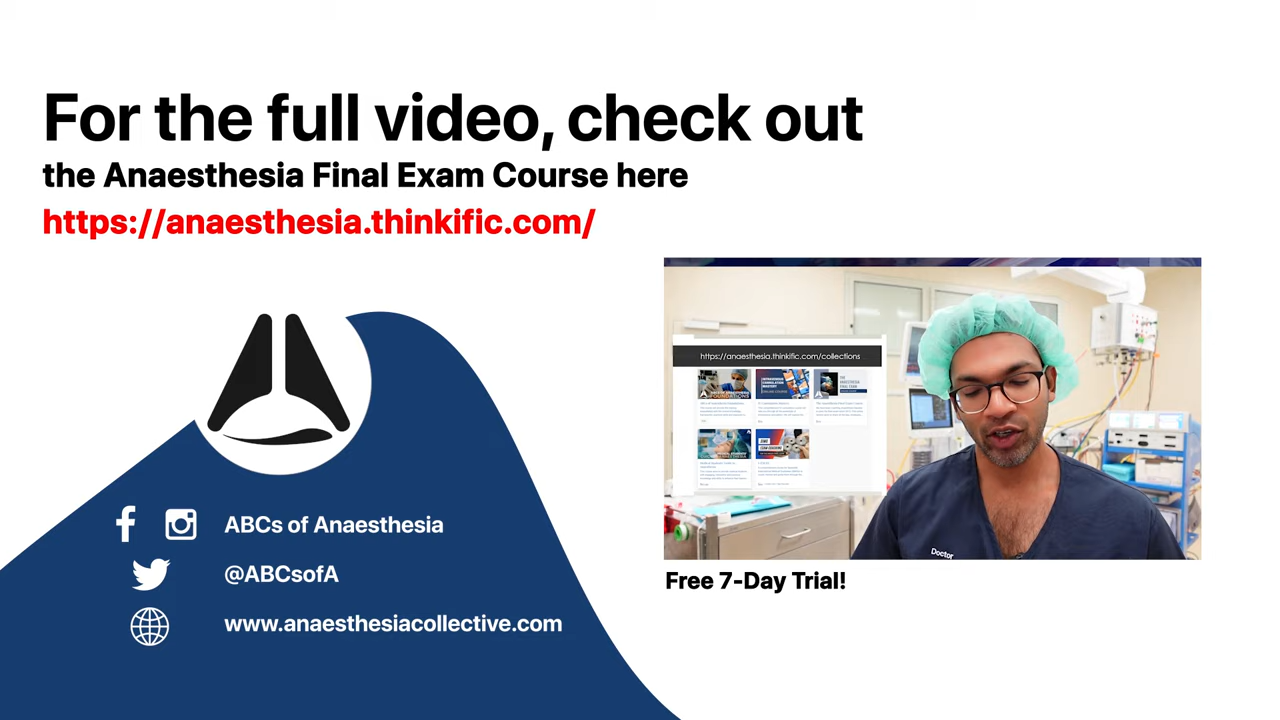 For the full video, check out
the Anaesthesia Final Exam Course here
https://anaesthesia.thinkific.com/
https://anaesthesia.thinkific.com/collections
ABCs of Anaesthesia
@ABCsofA
www.anaesthesiacollective.com
Doctor
Free 7-Day Trial!